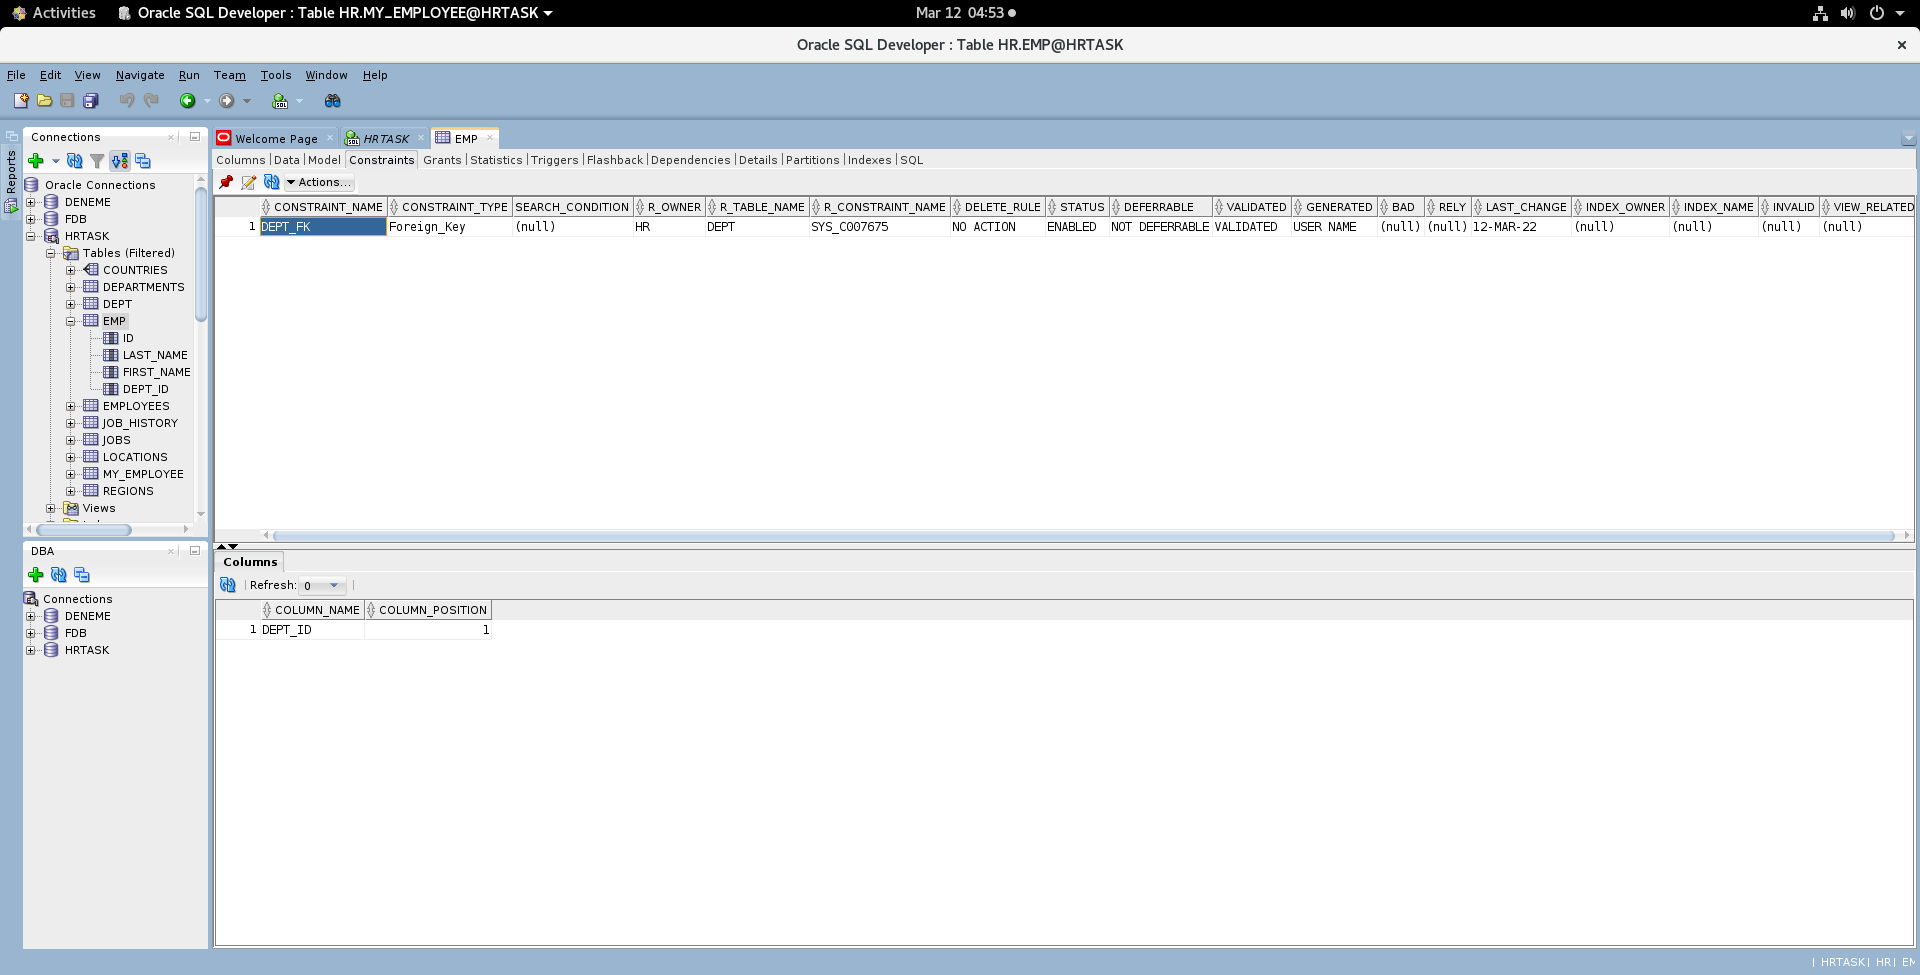 Activities Oracle SQL Developer : Table HR.MY_EMPLOYEE@HRTASK Mar 12 04:53
Oracle SQL Developer : Table HR.EMP@HRTASK
File Edit View Navigate Run Team Tools Window Help
Reports
Connections
Oracle Connections
DENEME
FDB
HRTASK
Tables (Filtered)
COUNTRIES
DEPARTMENTS
DEPT
EMP
ID
LAST_NAME
FIRST_NAME
DEPT_ID
EMPLOYEES
JOB_HISTORY
JOBS
LOCATIONS
MY_EMPLOYEE
REGIONS
Views
DBA
Connections
DENEME
FDB
HRTASK
Welcome Page HRTASK EMP
Columns Data Model Constraints Grants Statistics Triggers Flashback Dependencies Details Partitions Indexes SQL
Actions...
CONSTRAINT_NAME CONSTRAINT_TYPE SEARCH_CONDITION R_OWNER R_TABLE_NAME R_CONSTRAINT_NAME DELETE_RULE STATUS DEFERRABLE VALIDATED GENERATED BAD RELY LAST_CHANGE INDEX_OWNER INDEX_NAME INVALID VIEW_RELATED
1 DEPT_FK Foreign_Key (null) HR DEPT SYS_C007675 NO ACTION ENABLED NOT DEFERRABLE VALIDATED USER NAME (null) (null) 12-MAR-22 (null) (null) (null) (null)
Columns
Refresh: 0
COLUMN_NAME COLUMN_POSITION
1 DEPT_ID 1
HRTASK HR EM